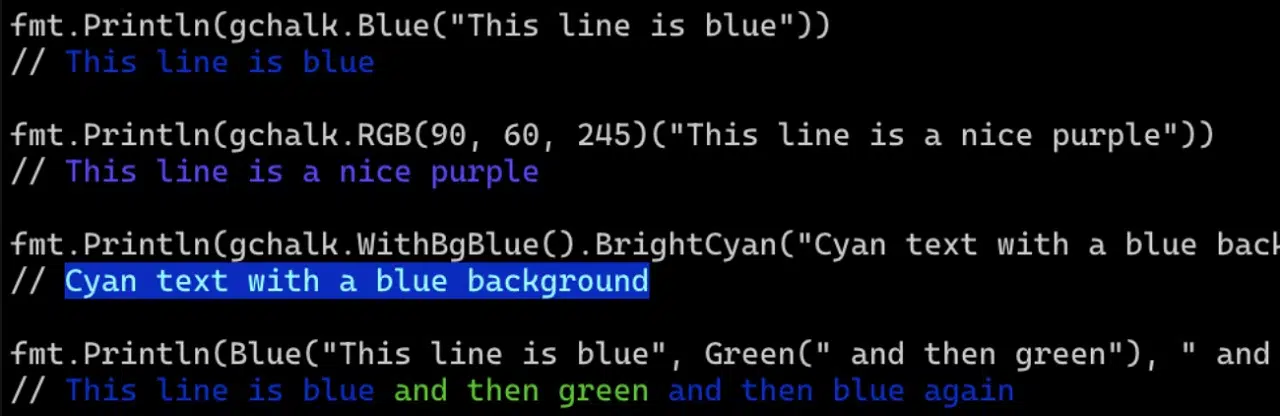 fmt.Println(gchalk.Blue("This line is blue"))
// This line is blue
fmt.Println(gchalk.RGB(90, 60, 245)("This line is a nice purple"))
// This line is a nice purple
fmt.Println(gchalk.WithBgBlue().BrightCyan("Cyan text with a blue back
// Cyan text with a blue background
fmt.Println(Blue("This line is blue", Green(" and then green"), " and
// This line is blue and then green and then blue again